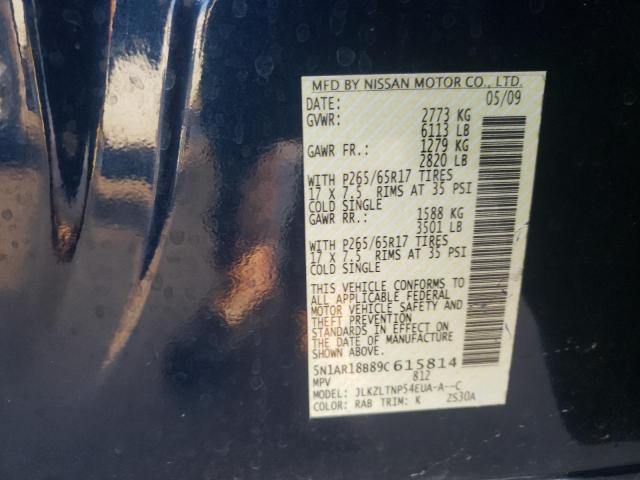 MFD BY NISSAN MOTOR CO., LTD.
DATE: 05/09
GVWR: 2773 KG
6113 LB
GAWR FR.: 1279 KG
2820 LB
WITH P265/65R17 TIRES
17 X 7.5 RIMS AT 35 PSI
COLD SINGLE
GAWR RR.: 1588 KG
3501 LB
WITH P265/65R17 TIRES
17 X 7.5 RIMS AT 35 PSI
COLD SINGLE
THIS VEHICLE CONFORMS TO
ALL APPLICABLE FEDERAL
MOTOR VEHICLE SAFETY AND
THEFT PREVENTION
STANDARDS IN EFFECT ON
THE DATE OF MANUFACTURE
SHOWN ABOVE.
5N1AR18B89C615814
MPV 812
MODEL: JLKZLTNP54EUA-A--C
COLOR: RAB TRIM: K ZS30A